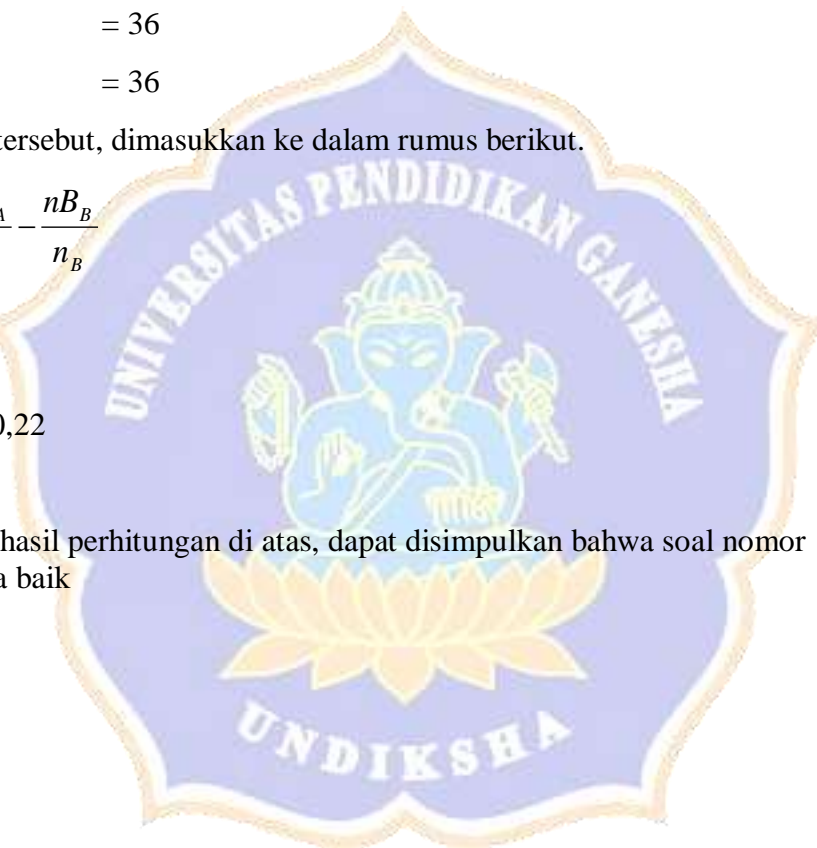 = 36
= 36
tersebut, dimasukkan ke dalam rumus berikut.
A − nB_B
n_B
UNIVERSITAS PENDIDIKAN GANESHA
0,22
hasil perhitungan di atas, dapat disimpulkan bahwa soal nomor
a baik
UNDIKSHA